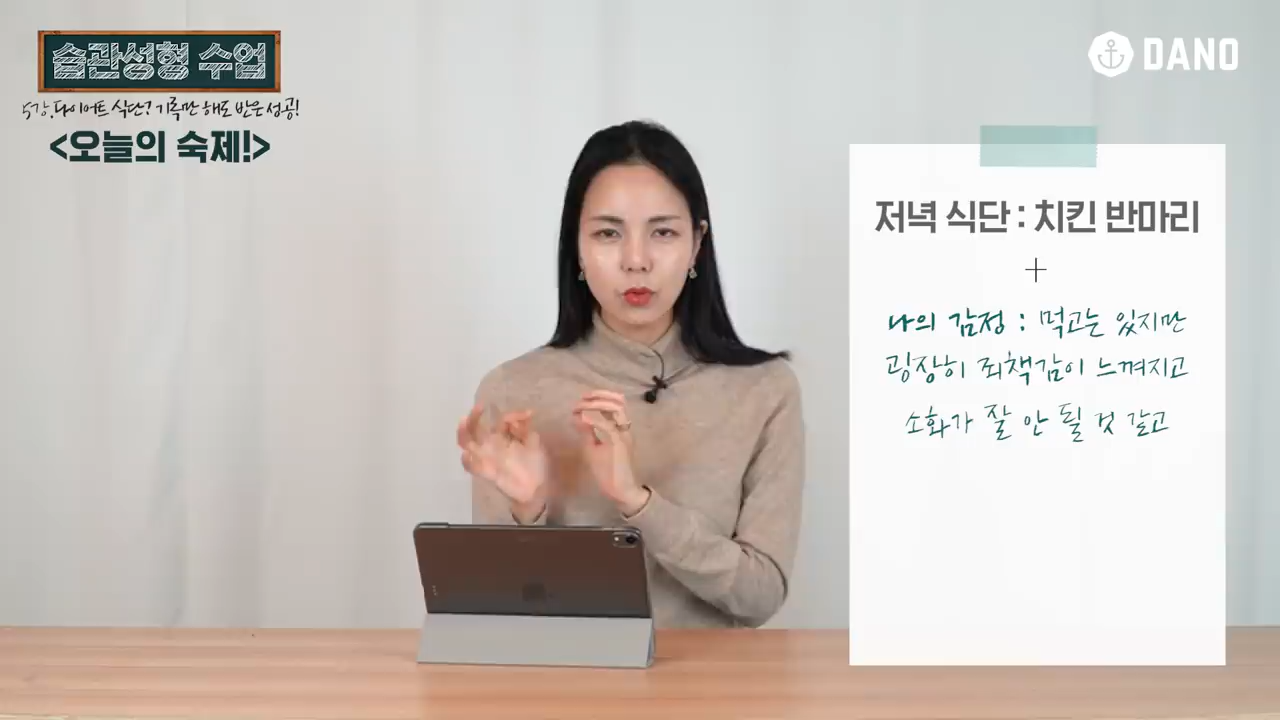 습관성형 수업
5강. 다이어트 식단? 기록만 해도 반은 성공!
<오늘의 숙제!>
DANO
저녁 식단 : 치킨 반마리
+
나의 감정 : 먹고는 있지만
굉장히 죄책감이 느껴지고
소화가 잘 안 될 것 같고